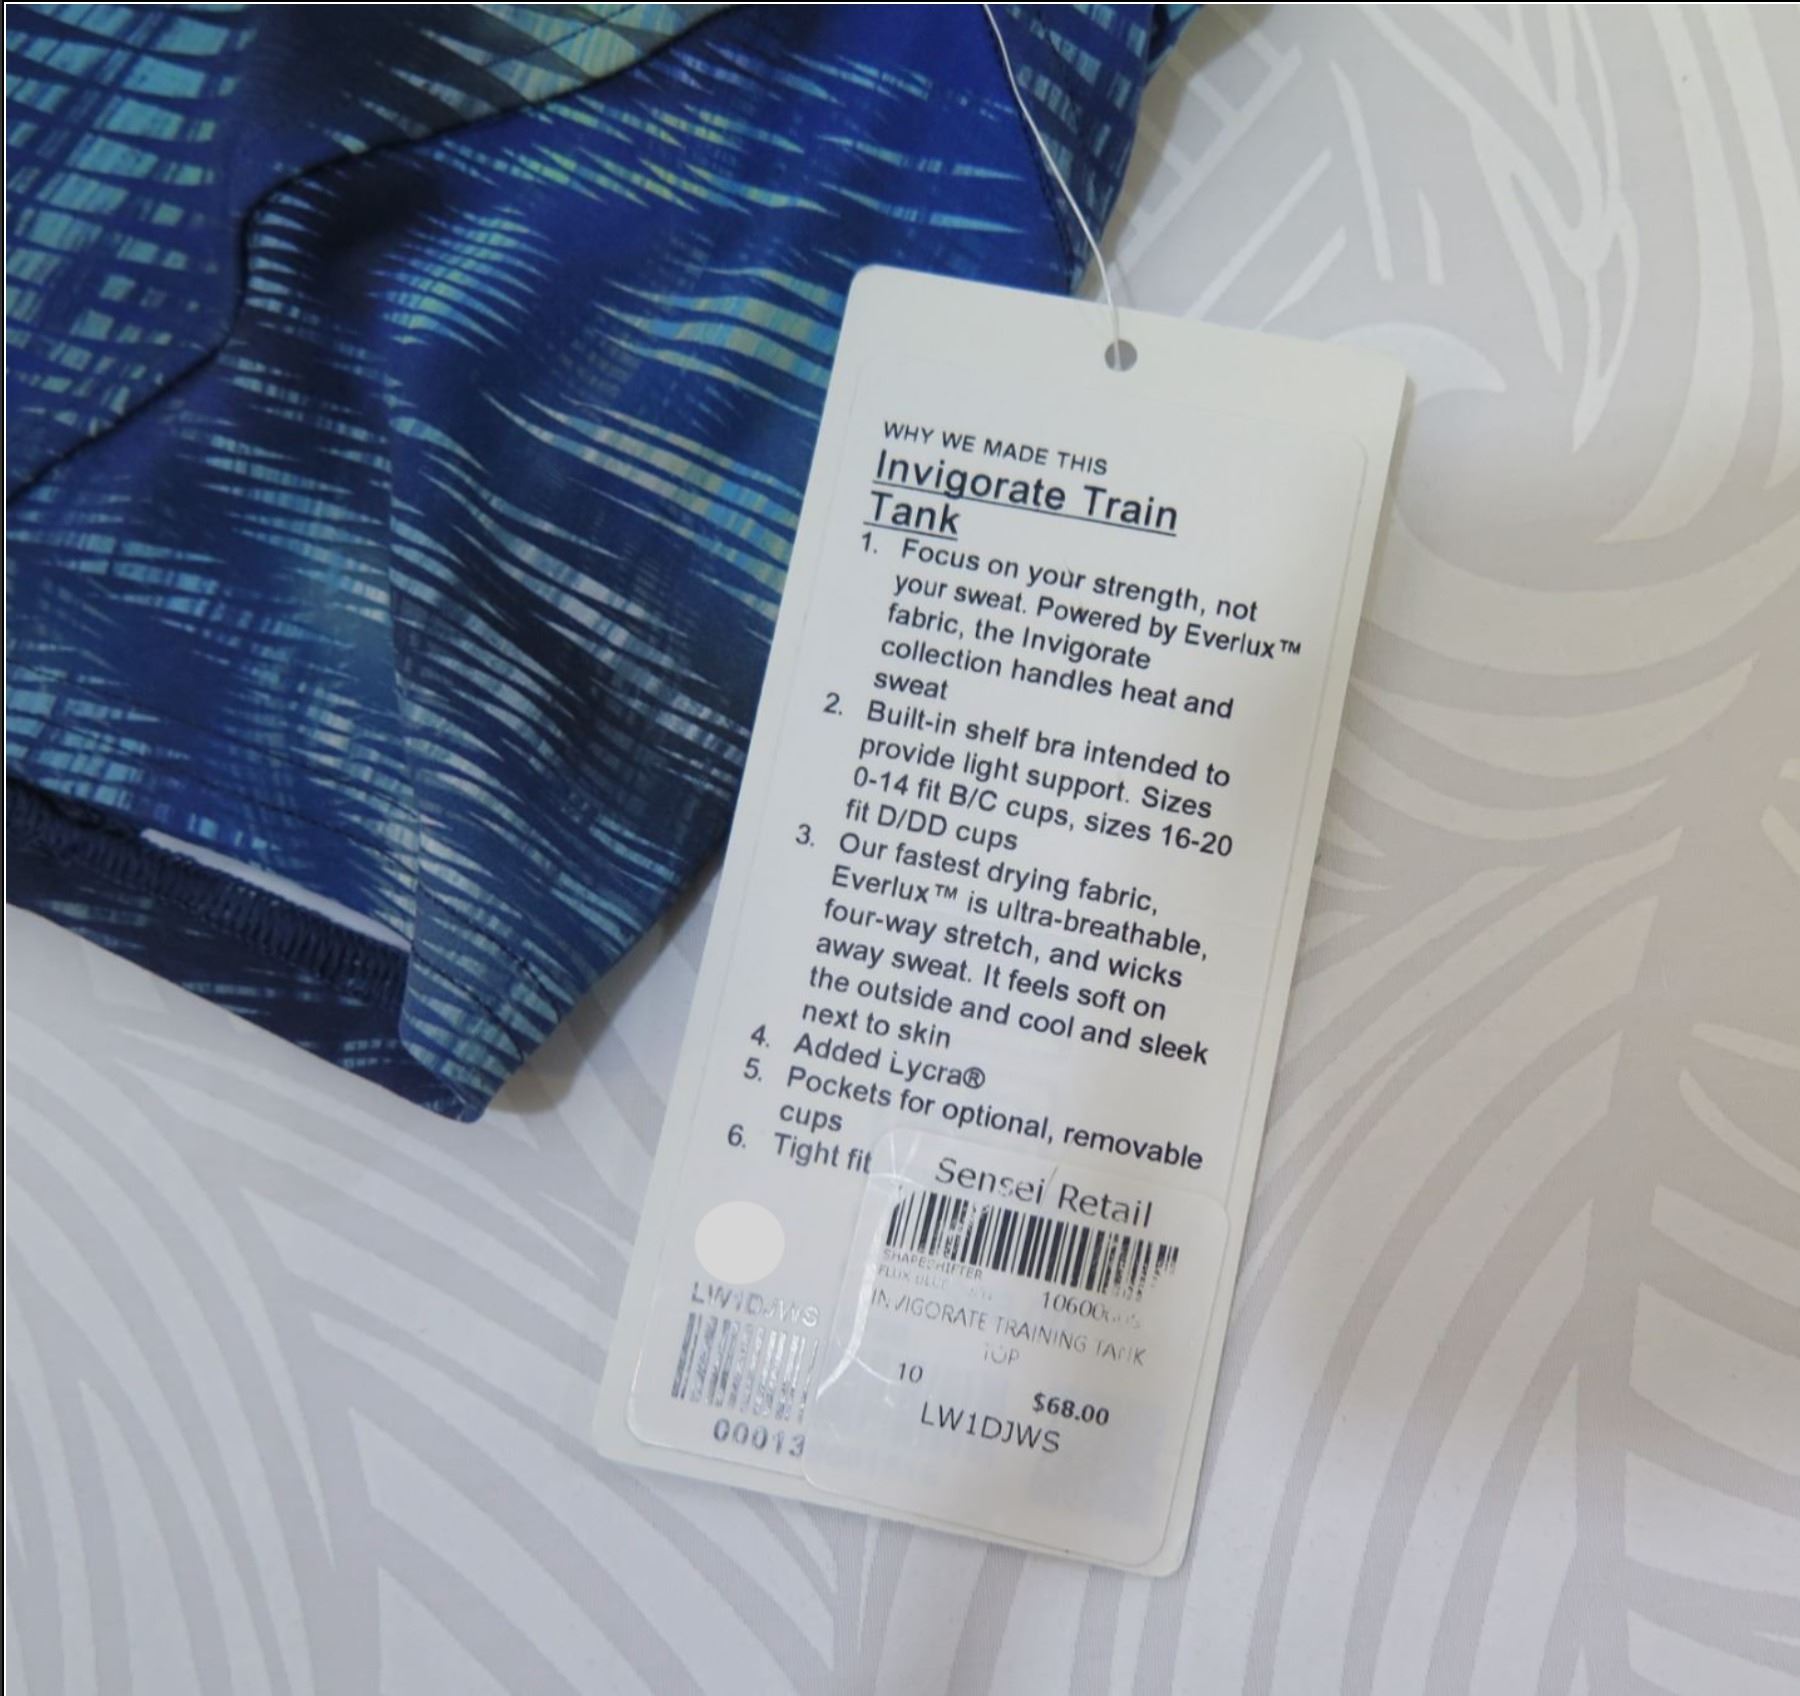 WHY WE MADE THIS
Invigorate Train
Tank
1. Focus on your strength, not
your sweat. Powered by Everlux™
fabric, the Invigorate
collection handles heat and
sweat
2. Built-in shelf bra intended to
provide light support. Sizes
0-14 fit B/C cups, sizes 16-20
fit D/DD cups
3. Our fastest drying fabric,
Everlux™ is ultra-breathable,
four-way stretch, and wicks
away sweat. It feels soft on
the outside and cool and sleek
next to skin
4. Added Lycra®
5. Pockets for optional, removable
cups
6. Tight fit
LW1DJWS
00013
Sensei Retail
SHAPESHIFTER
FLUX BLUE
INVIGORATE TRAINING TANK
TOP
10
$68.00
LW1DJWS